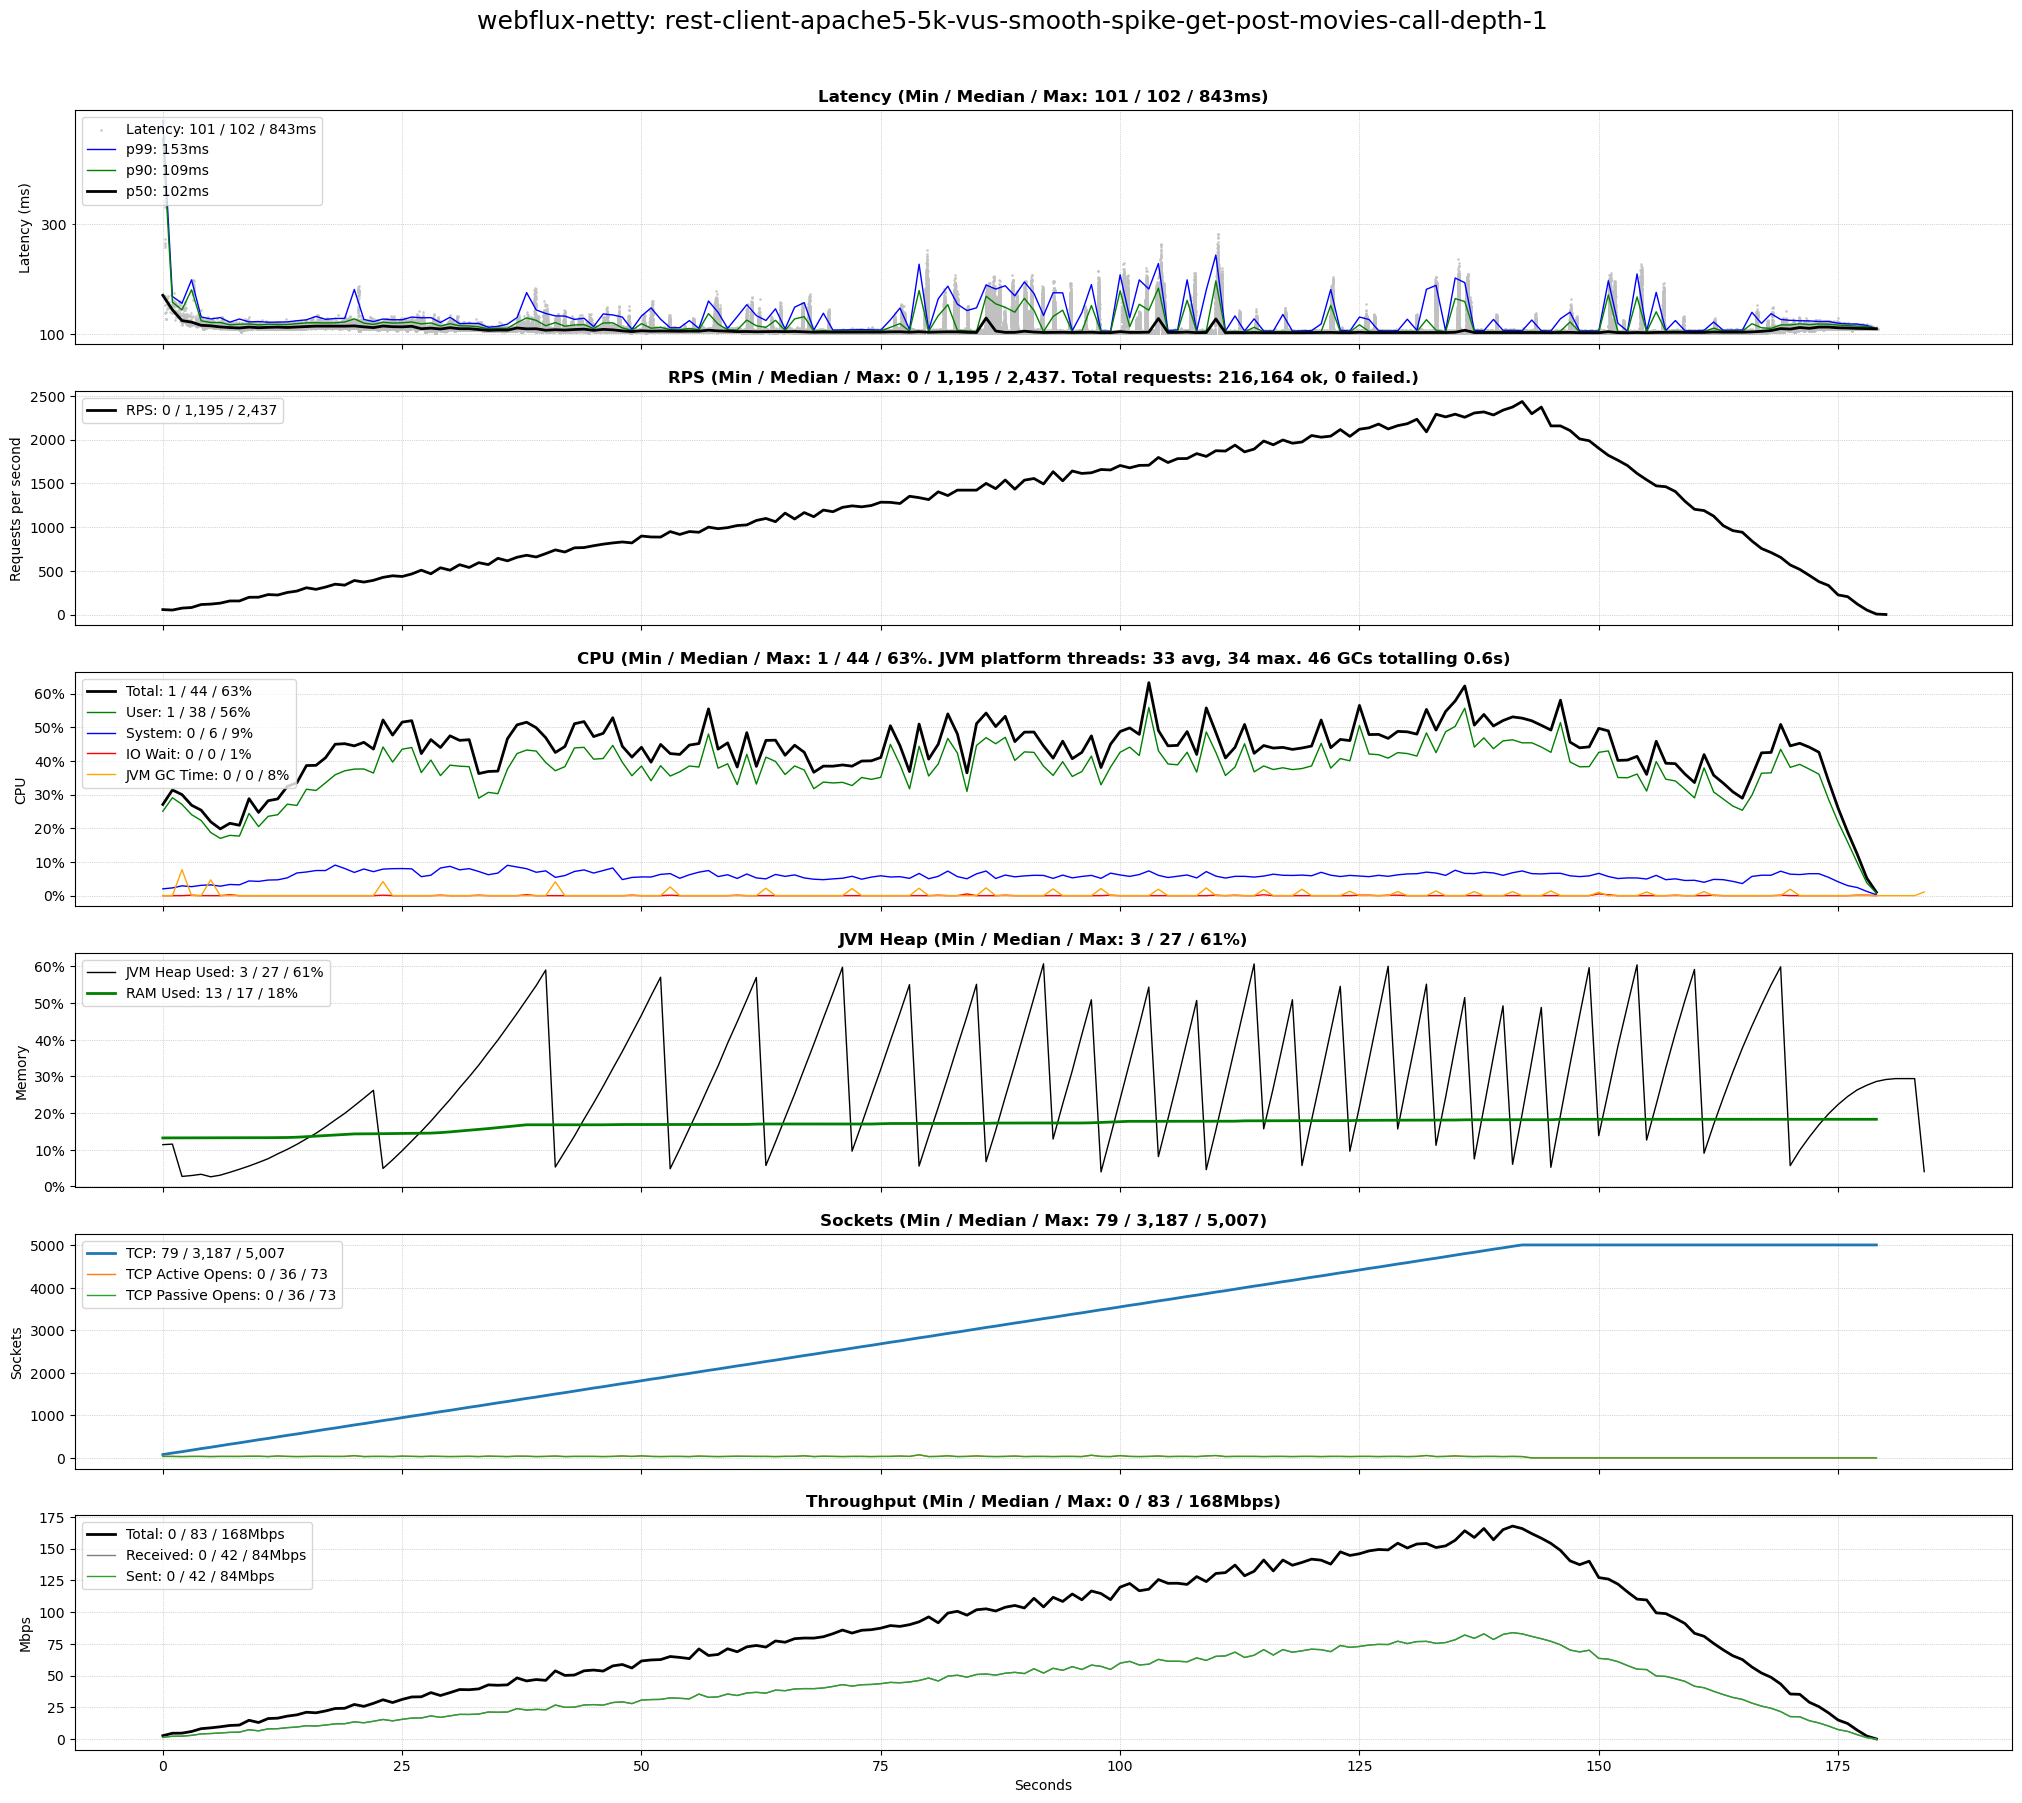 webflux-netty: rest-client-apache5-5k-vus-smooth-spike-get-post-movies-call-depth-1
Latency (Min / Median / Max: 101 / 102 / 843ms)
Latency: 101 / 102 / 843ms
p99: 153ms
p90: 109ms
p50: 102ms
Latency (ms)
300
100
RPS (Min / Median / Max: 0 / 1,195 / 2,437. Total requests: 216,164 ok, 0 failed.)
RPS: 0 / 1,195 / 2,437
Requests per second
2500
2000
1500
1000
500
0
CPU (Min / Median / Max: 1 / 44 / 63%. JVM platform threads: 33 avg, 34 max. 46 GCs totalling 0.6s)
Total: 1 / 44 / 63%
User: 1 / 38 / 56%
System: 0 / 6 / 9%
IO Wait: 0 / 0 / 1%
JVM GC Time: 0 / 0 / 8%
CPU
60%
50%
40%
30%
20%
10%
0%
JVM Heap (Min / Median / Max: 3 / 27 / 61%)
JVM Heap Used: 3 / 27 / 61%
RAM Used: 13 / 17 / 18%
Memory
60%
50%
40%
30%
20%
10%
0%
Sockets (Min / Median / Max: 79 / 3,187 / 5,007)
TCP: 79 / 3,187 / 5,007
TCP Active Opens: 0 / 36 / 73
TCP Passive Opens: 0 / 36 / 73
Sockets
5000
4000
3000
2000
1000
0
Throughput (Min / Median / Max: 0 / 83 / 168Mbps)
Total: 0 / 83 / 168Mbps
Received: 0 / 42 / 84Mbps
Sent: 0 / 42 / 84Mbps
Mbps
175
150
125
100
75
50
25
0
0 25 50 75 100 125 150 175
Seconds